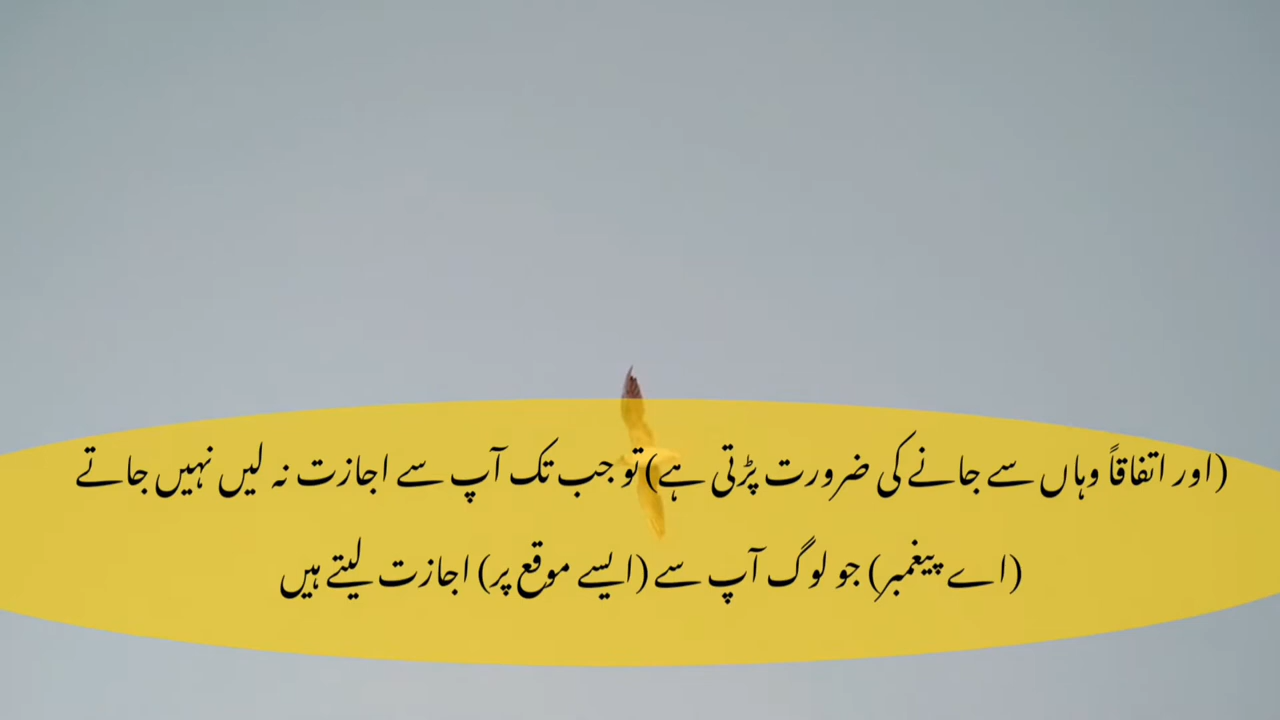 (اور اتفاقاً وہاں سے جانے کی ضرورت پڑتی ہے) تو جب تک آپ سے اجازت نہ لیں نہیں جاتے
(اے پیغمبر) جو لوگ آپ سے (ایسے موقع پر) اجازت لیتے ہیں